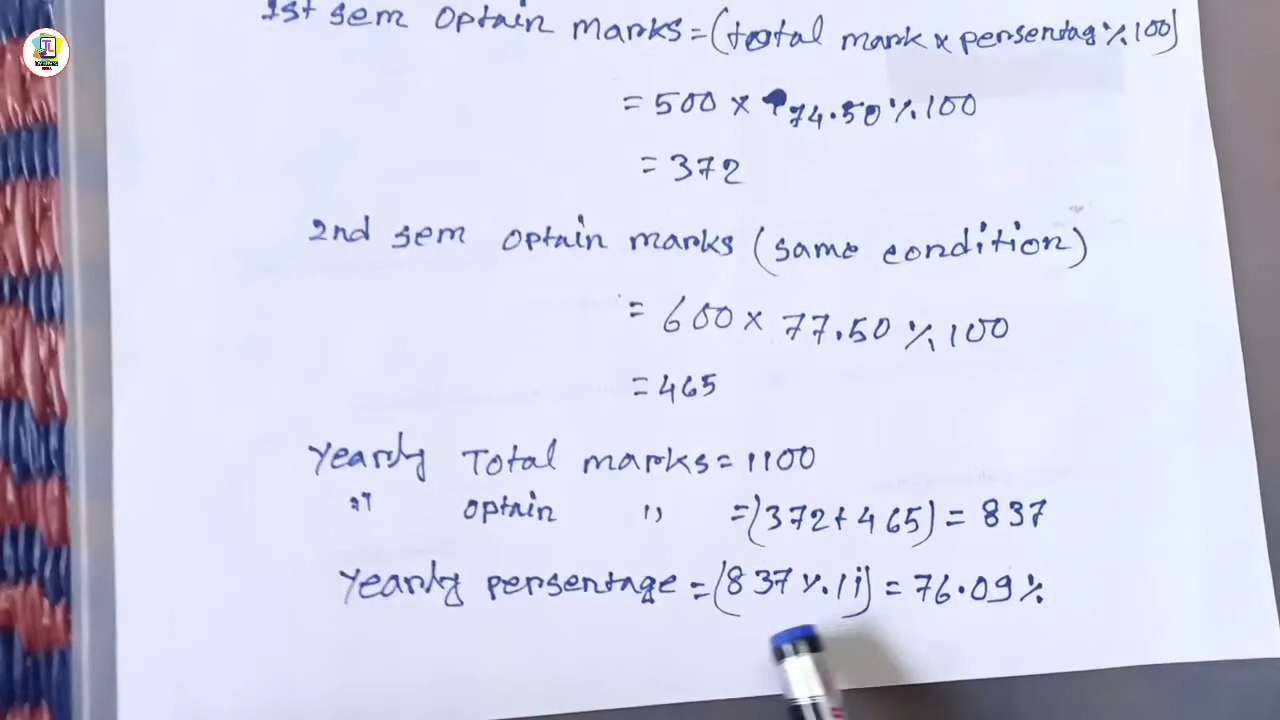 1st sem Optain marks=(total mark x persentag % 100)
= 500 x 74.50 % 100
= 372
2nd sem Optain marks (same condition)
= 600 x 77.50 % 100
= 465
Yearly Total marks = 1100
" optain " =(372+465) = 837
Yearly persentage = (837 % 11) = 76.09 %
JL